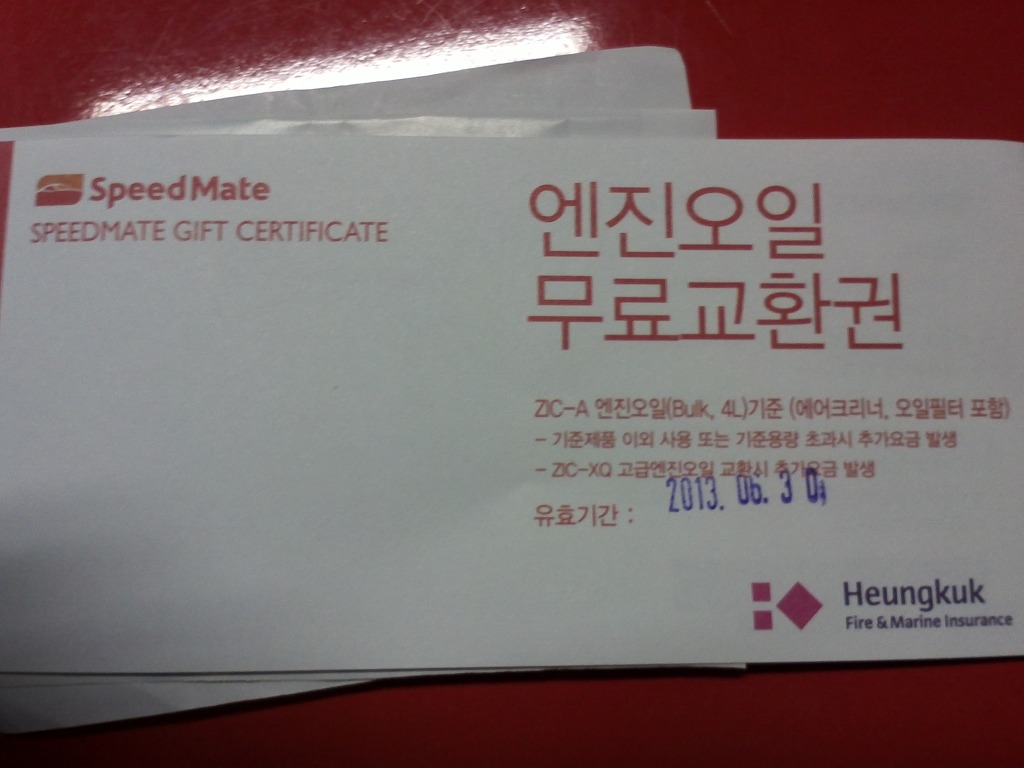 SpeedMate
SPEEDMATE GIFT CERTIFICATE
엔진오일
무료교환권
ZIC-A 엔진오일(Bulk, 4L)기준 (에어크리너, 오일필터 포함)
- 기준제품 이외 사용 또는 기준용량 초과시 추가요금 발생
- ZIC-XQ 고급엔진오일 교환시 추가요금 발생
유효기간 : 2013. 06. 30
Heungkuk
Fire & Marine Insurance